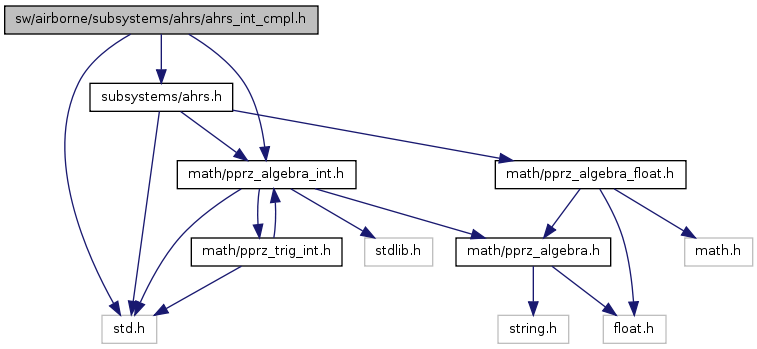 sw/airborne/subsystems/ahrs/ahrs_int_cmpl.h
subsystems/ahrs.h
math/pprz_algebra_int.h
math/pprz_algebra_float.h
math/pprz_trig_int.h
stdlib.h
math/pprz_algebra.h
math.h
std.h
string.h
float.h